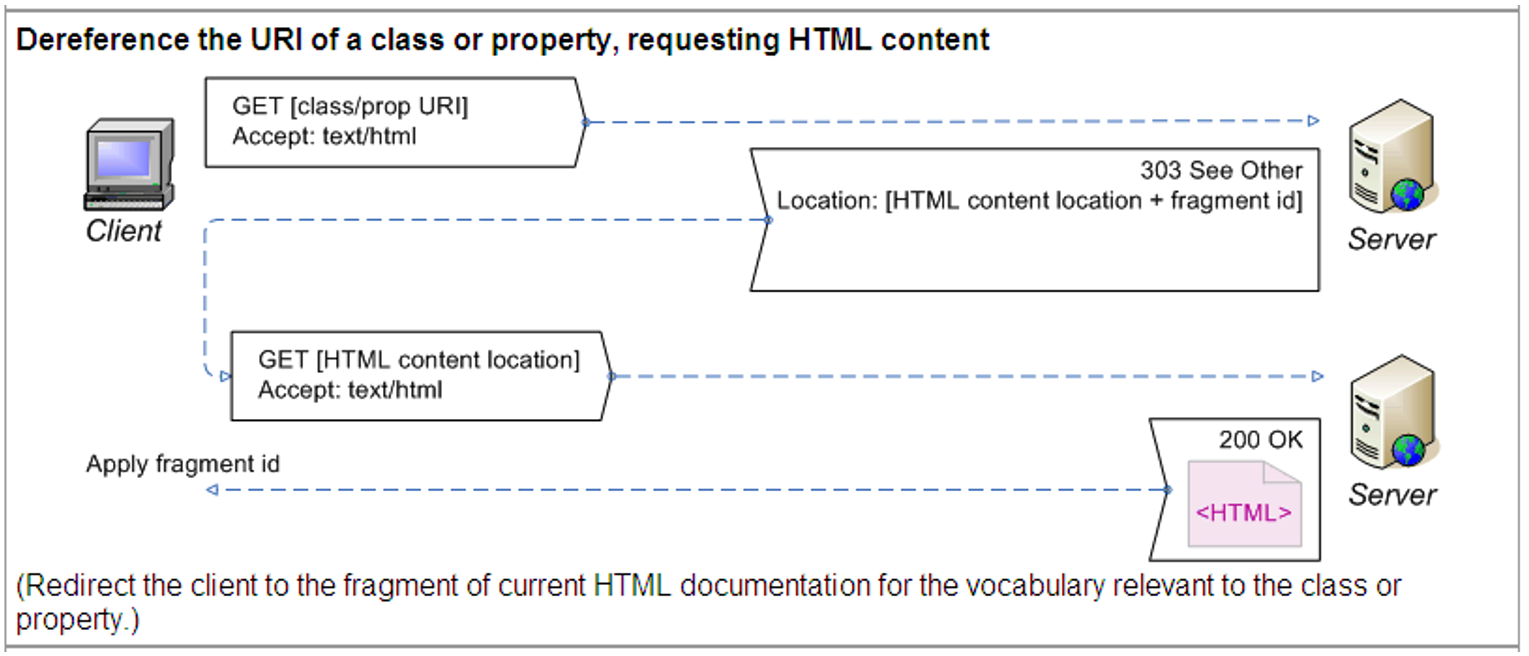 Dereference the URI of a class or property, requesting HTML content
GET [class/prop URI]
Accept: text/html
Client
303 See Other
Location: [HTML content location + fragment id]
Server
GET [HTML content location]
Accept: text/html
200 OK
<HTML>
Server
Apply fragment id
(Redirect the client to the fragment of current HTML documentation for the vocabulary relevant to the class or
property.)